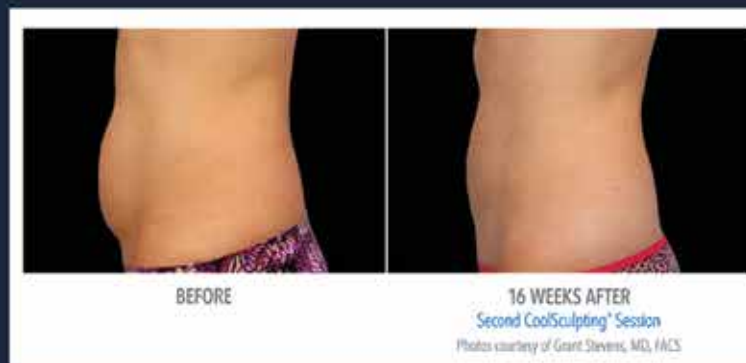 BEFORE
16 WEEKS AFTER
Second CoolSculpting® Session
Photos courtesy of Grant Stevens, MD, FACS